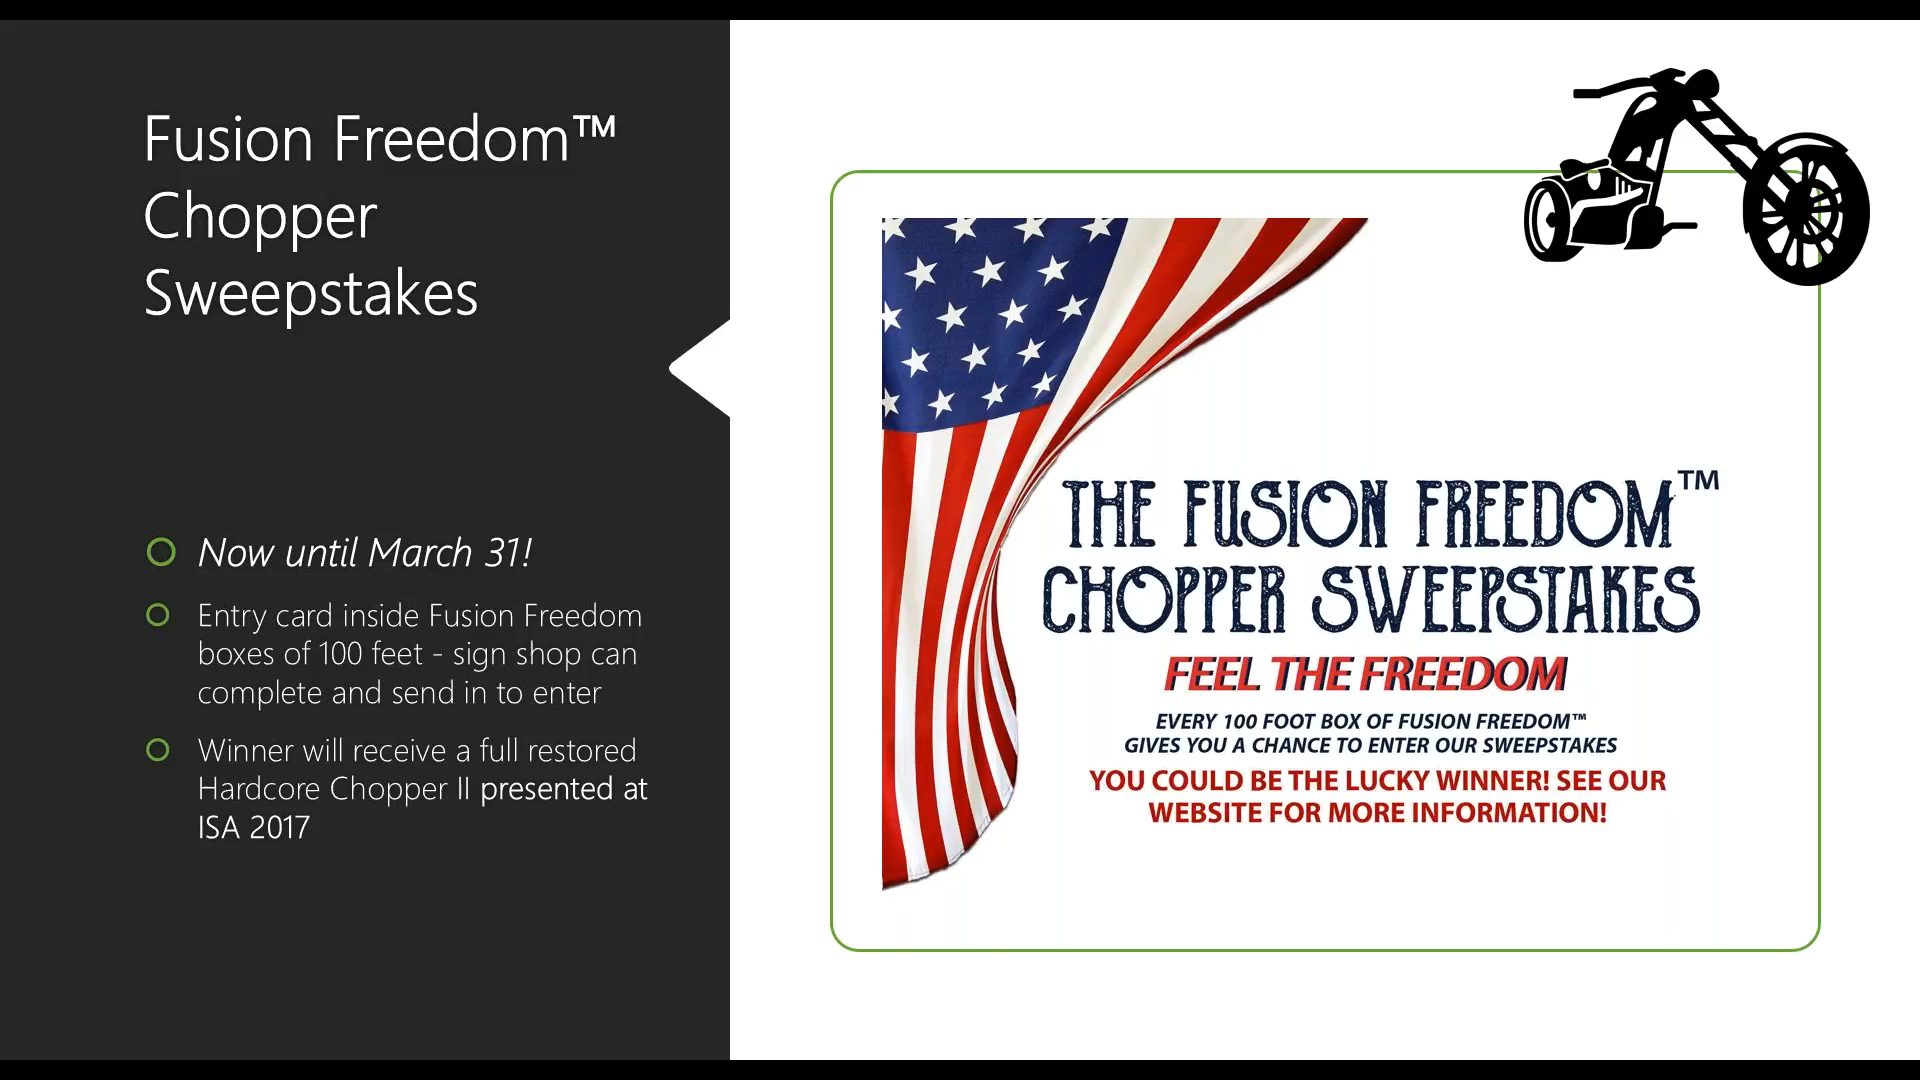 Fusion Freedom™
Chopper
Sweepstakes
Now until March 31!
Entry card inside Fusion Freedom
boxes of 100 feet - sign shop can
complete and send in to enter
Winner will receive a full restored
Hardcore Chopper II presented at
ISA 2017
THE FUSION FREEDOM™
CHOPPER SWEEPSTAKES
FEEL THE FREEDOM
EVERY 100 FOOT BOX OF FUSION FREEDOM™
GIVES YOU A CHANCE TO ENTER OUR SWEEPSTAKES
YOU COULD BE THE LUCKY WINNER! SEE OUR
WEBSITE FOR MORE INFORMATION!